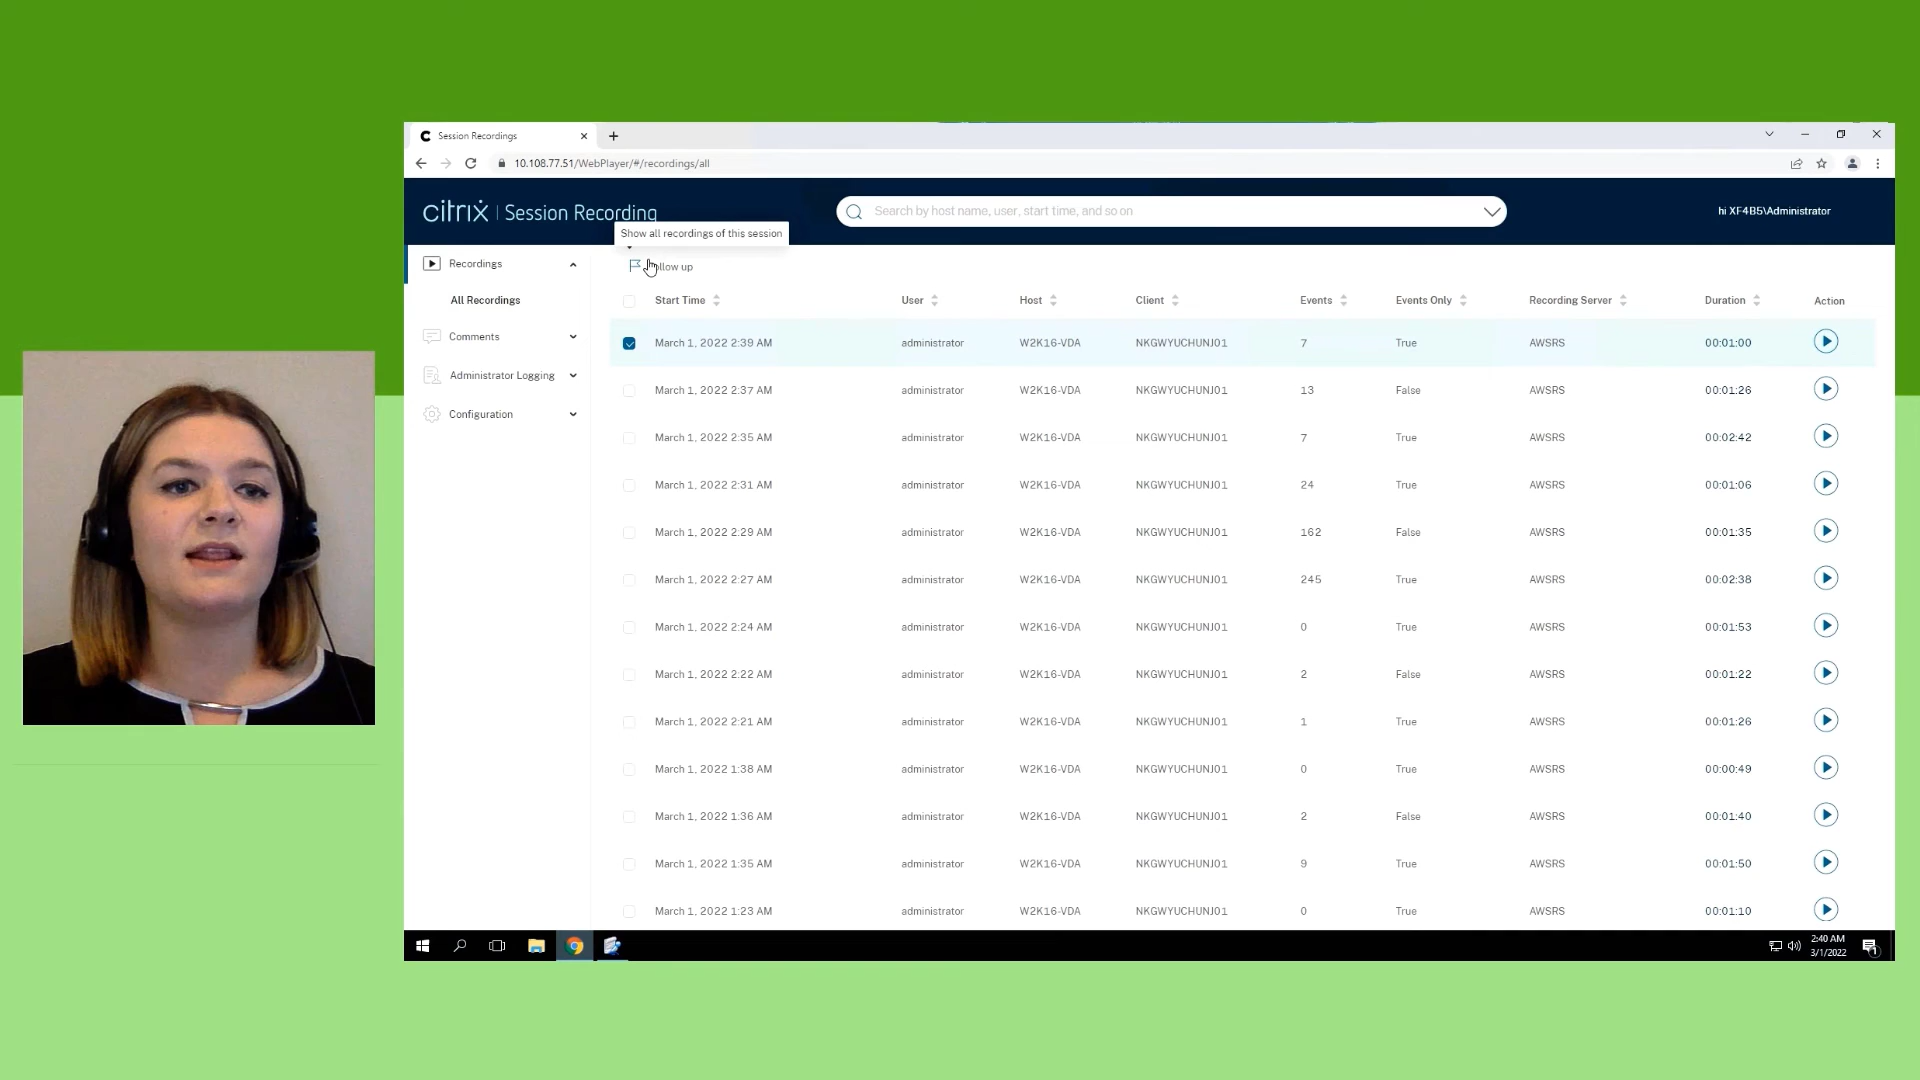 Session Recordings
10.108.77.51/WebPlayer/#/recordings/all
citrix | Session Recording
Search by host name, user, start time, and so on
hi XF4B5\Administrator
Show all recordings of this session
Recordings
All Recordings
Comments
Administrator Logging
Configuration
llow up
Start Time User Host Client Events Events Only Recording Server Duration Action
March 1, 2022 2:39 AM administrator W2K16-VDA NKGWYUCHUNJ01 7 True AWSRS 00:01:00
March 1, 2022 2:37 AM administrator W2K16-VDA NKGWYUCHUNJ01 13 False AWSRS 00:01:26
March 1, 2022 2:35 AM administrator W2K16-VDA NKGWYUCHUNJ01 7 True AWSRS 00:02:42
March 1, 2022 2:31 AM administrator W2K16-VDA NKGWYUCHUNJ01 24 True AWSRS 00:01:06
March 1, 2022 2:29 AM administrator W2K16-VDA NKGWYUCHUNJ01 162 False AWSRS 00:01:35
March 1, 2022 2:27 AM administrator W2K16-VDA NKGWYUCHUNJ01 245 True AWSRS 00:02:38
March 1, 2022 2:24 AM administrator W2K16-VDA NKGWYUCHUNJ01 0 True AWSRS 00:01:53
March 1, 2022 2:22 AM administrator W2K16-VDA NKGWYUCHUNJ01 2 False AWSRS 00:01:22
March 1, 2022 2:21 AM administrator W2K16-VDA NKGWYUCHUNJ01 1 True AWSRS 00:01:26
March 1, 2022 1:38 AM administrator W2K16-VDA NKGWYUCHUNJ01 0 True AWSRS 00:00:49
March 1, 2022 1:36 AM administrator W2K16-VDA NKGWYUCHUNJ01 2 False AWSRS 00:01:40
March 1, 2022 1:35 AM administrator W2K16-VDA NKGWYUCHUNJ01 9 True AWSRS 00:01:50
March 1, 2022 1:23 AM administrator W2K16-VDA NKGWYUCHUNJ01 0 True AWSRS 00:01:10
2:40 AM
3/1/2022
1